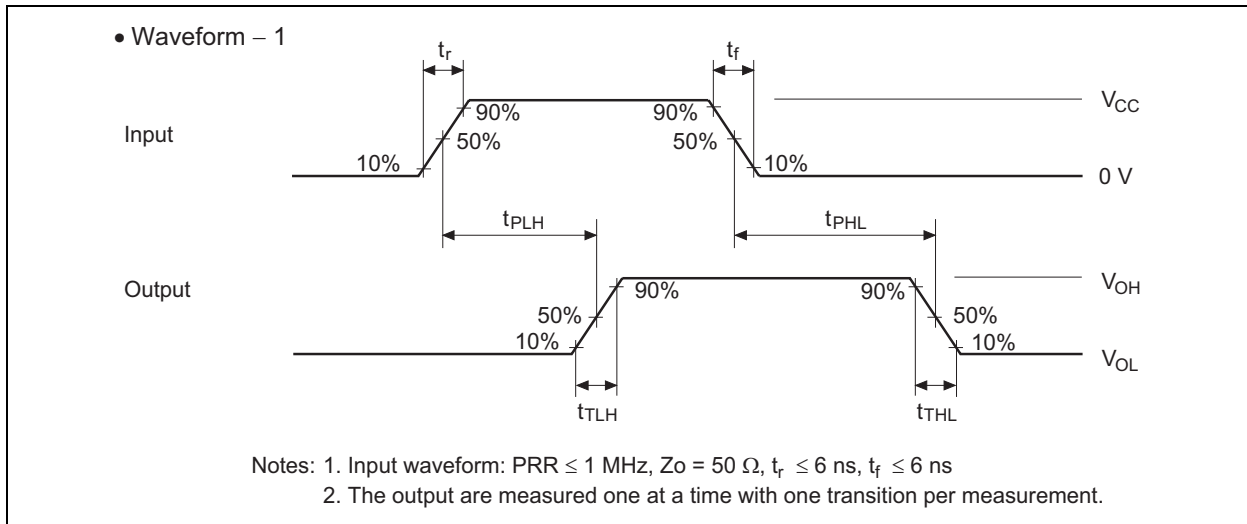 • Waveform – 1
tr
tf
90%
90%
VCC
Input
50%
50%
10%
10%
0 V
tPLH
tPHL
Output
90%
90%
VOH
50%
50%
10%
10%
VOL
tTLH
tTHL
Notes: 1. Input waveform: PRR ≤ 1 MHz, Zo = 50 Ω, tr ≤ 6 ns, tf ≤ 6 ns
2. The output are measured one at a time with one transition per measurement.